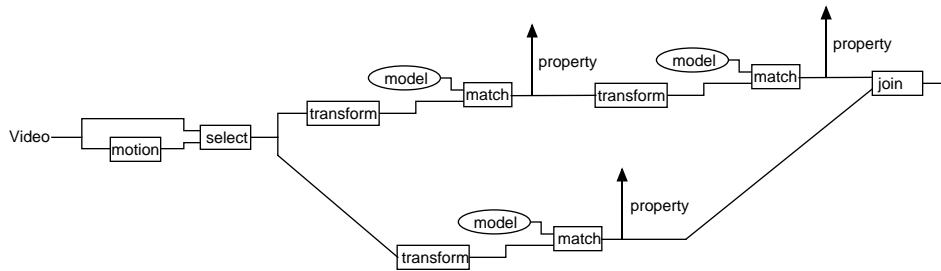 model
property
model
property
match
join
match
transform
transform
Video
select
motion
model
property
match
transform